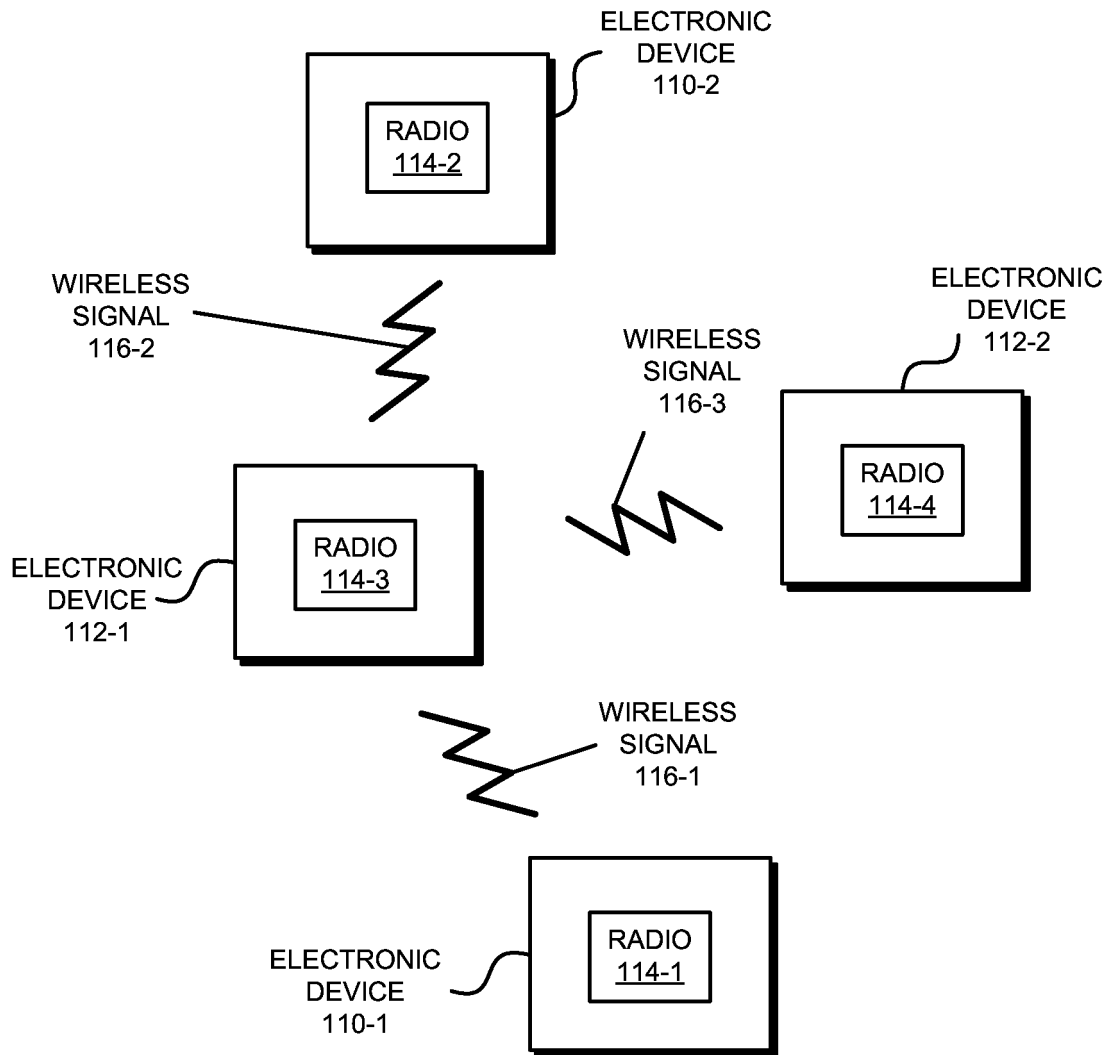 ELECTRONIC
DEVICE
110-2
RADIO
114-2
WIRELESS
SIGNAL
116-2
ELECTRONIC
DEVICE
112-2
WIRELESS
SIGNAL
116-3
RADIO
114-4
RADIO
114-3
ELECTRONIC
DEVICE
112-1
WIRELESS
SIGNAL
116-1
RADIO
114-1
ELECTRONIC
DEVICE
110-1